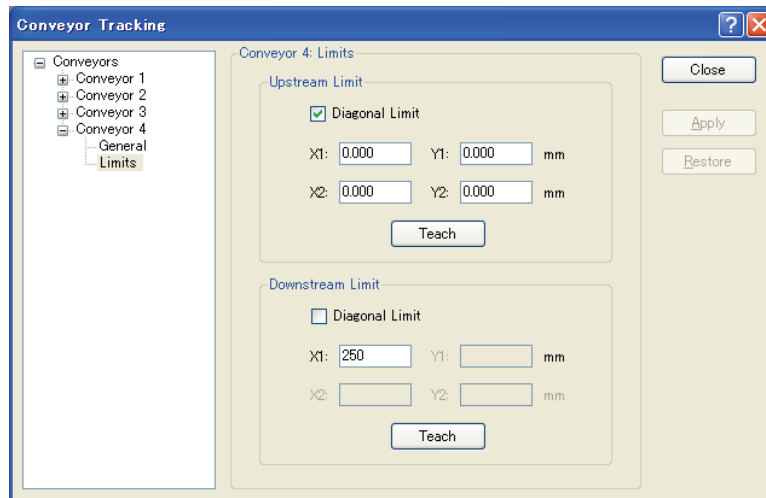 Conveyor Tracking
Conveyors
Conveyor 1
Conveyor 2
Conveyor 3
Conveyor 4
General
Limits
Conveyor 4: Limits
Upstream Limit
Diagonal Limit
X1: 0.000 Y1: 0.000 mm
X2: 0.000 Y2: 0.000 mm
Teach
Downstream Limit
Diagonal Limit
X1: 250 Y1: mm
X2: Y2: mm
Teach
Close
Apply
Restore